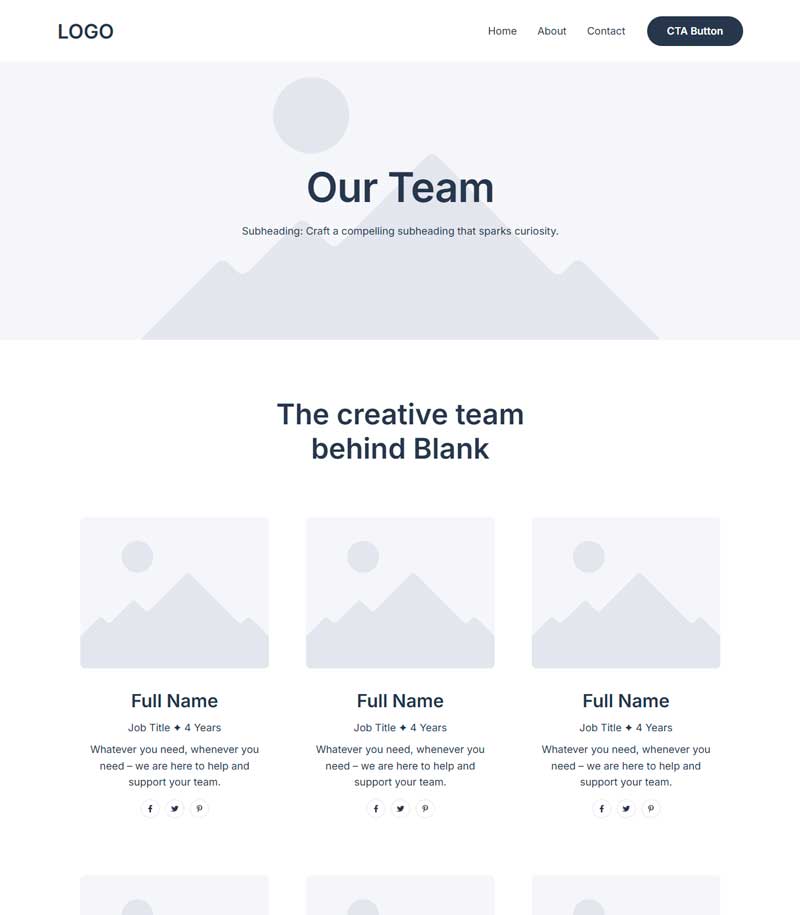 LOGO
Home About Contact CTA Button
Our Team
Subheading: Craft a compelling subheading that sparks curiosity.
The creative team
behind Blank
Full Name
Job Title ✦ 4 Years
Whatever you need, whenever you
need – we are here to help and
support your team.
Full Name
Job Title ✦ 4 Years
Whatever you need, whenever you
need – we are here to help and
support your team.
Full Name
Job Title ✦ 4 Years
Whatever you need, whenever you
need – we are here to help and
support your team.